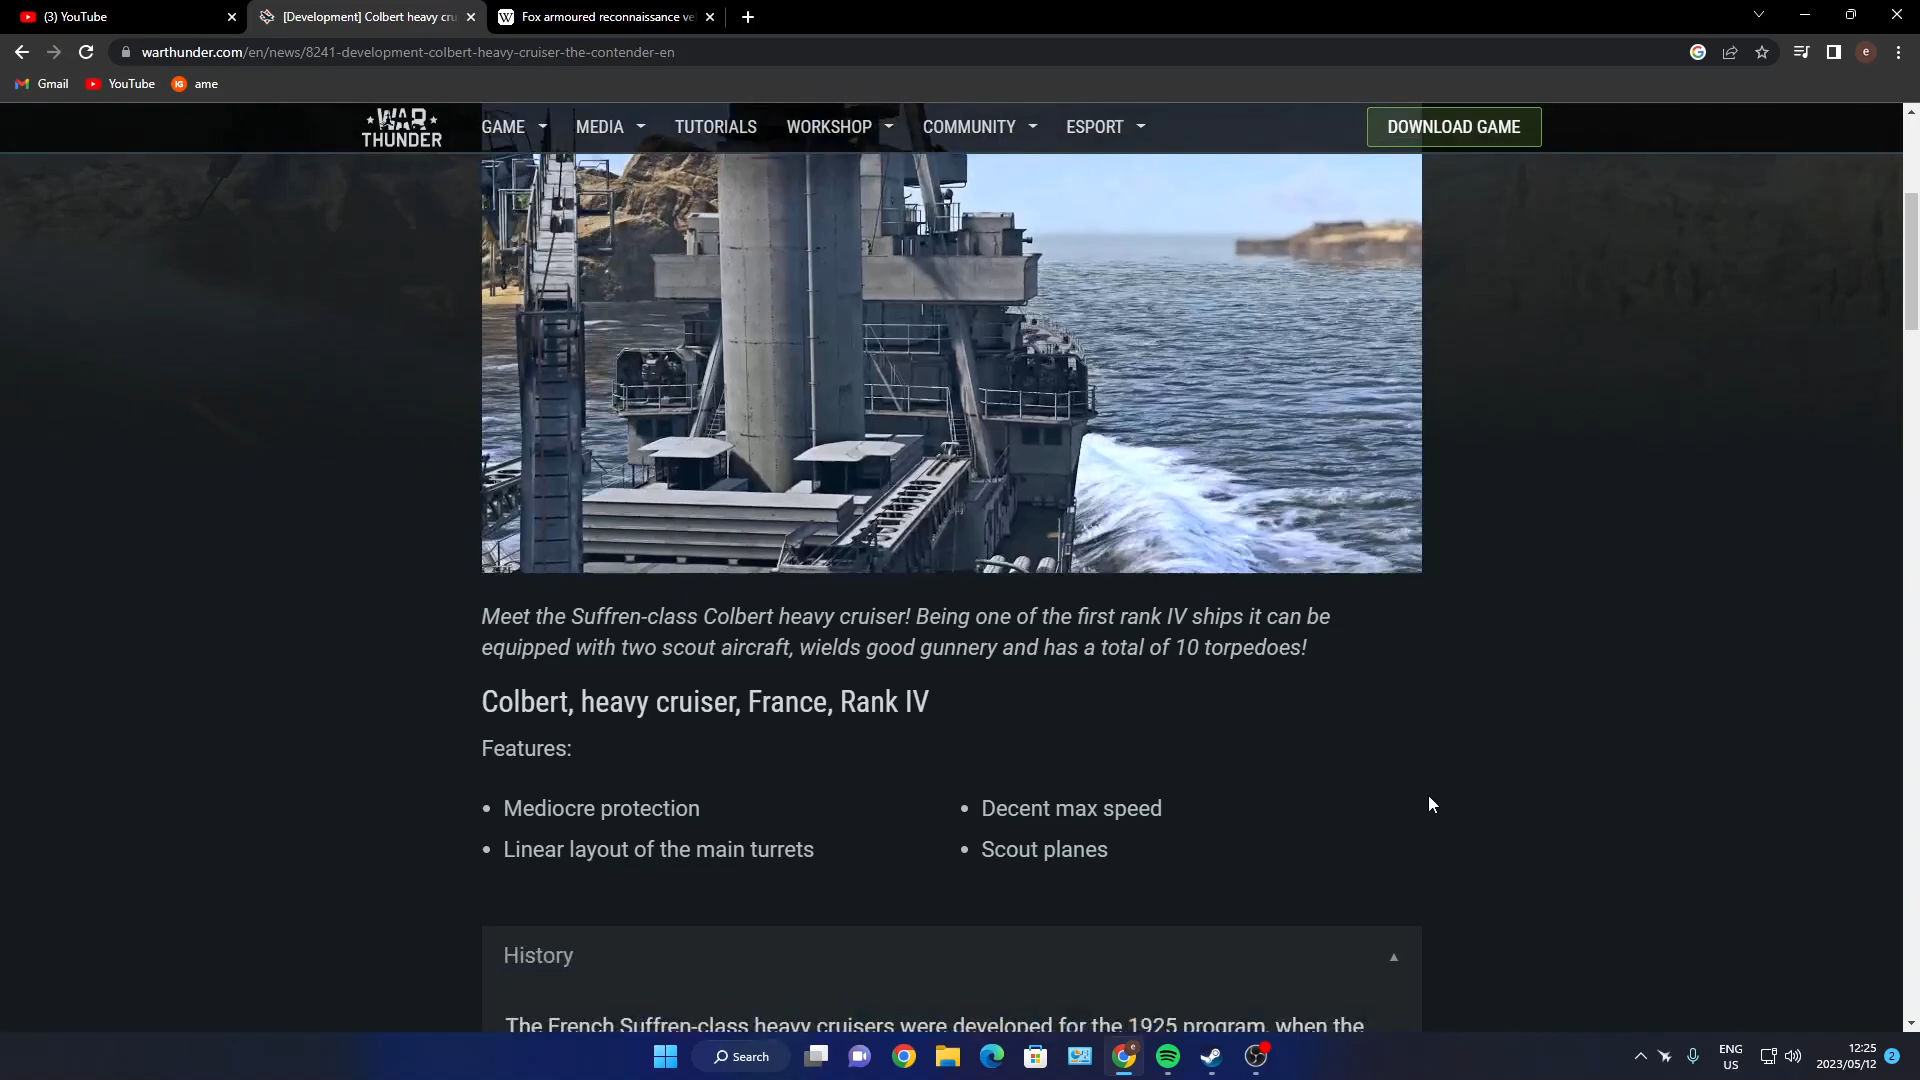 (3) YouTube
[Development] Colbert heavy cru
Fox armoured reconnaissance ve
warthunder.com/en/news/8241-development-colbert-heavy-cruiser-the-contender-en
e
Gmail
YouTube
IG
ame
WAR THUNDER
GAME
MEDIA
TUTORIALS
WORKSHOP
COMMUNITY
ESPORT
DOWNLOAD GAME
Meet the Suffren-class Colbert heavy cruiser! Being one of the first rank IV ships it can be
equipped with two scout aircraft, wields good gunnery and has a total of 10 torpedoes!
Colbert, heavy cruiser, France, Rank IV
Features:
• Mediocre protection
• Decent max speed
• Linear layout of the main turrets
• Scout planes
History
The French Suffren-class heavy cruisers were developed for the 1925 program, when the
Search
ENG
US
12:25
2023/05/12
2